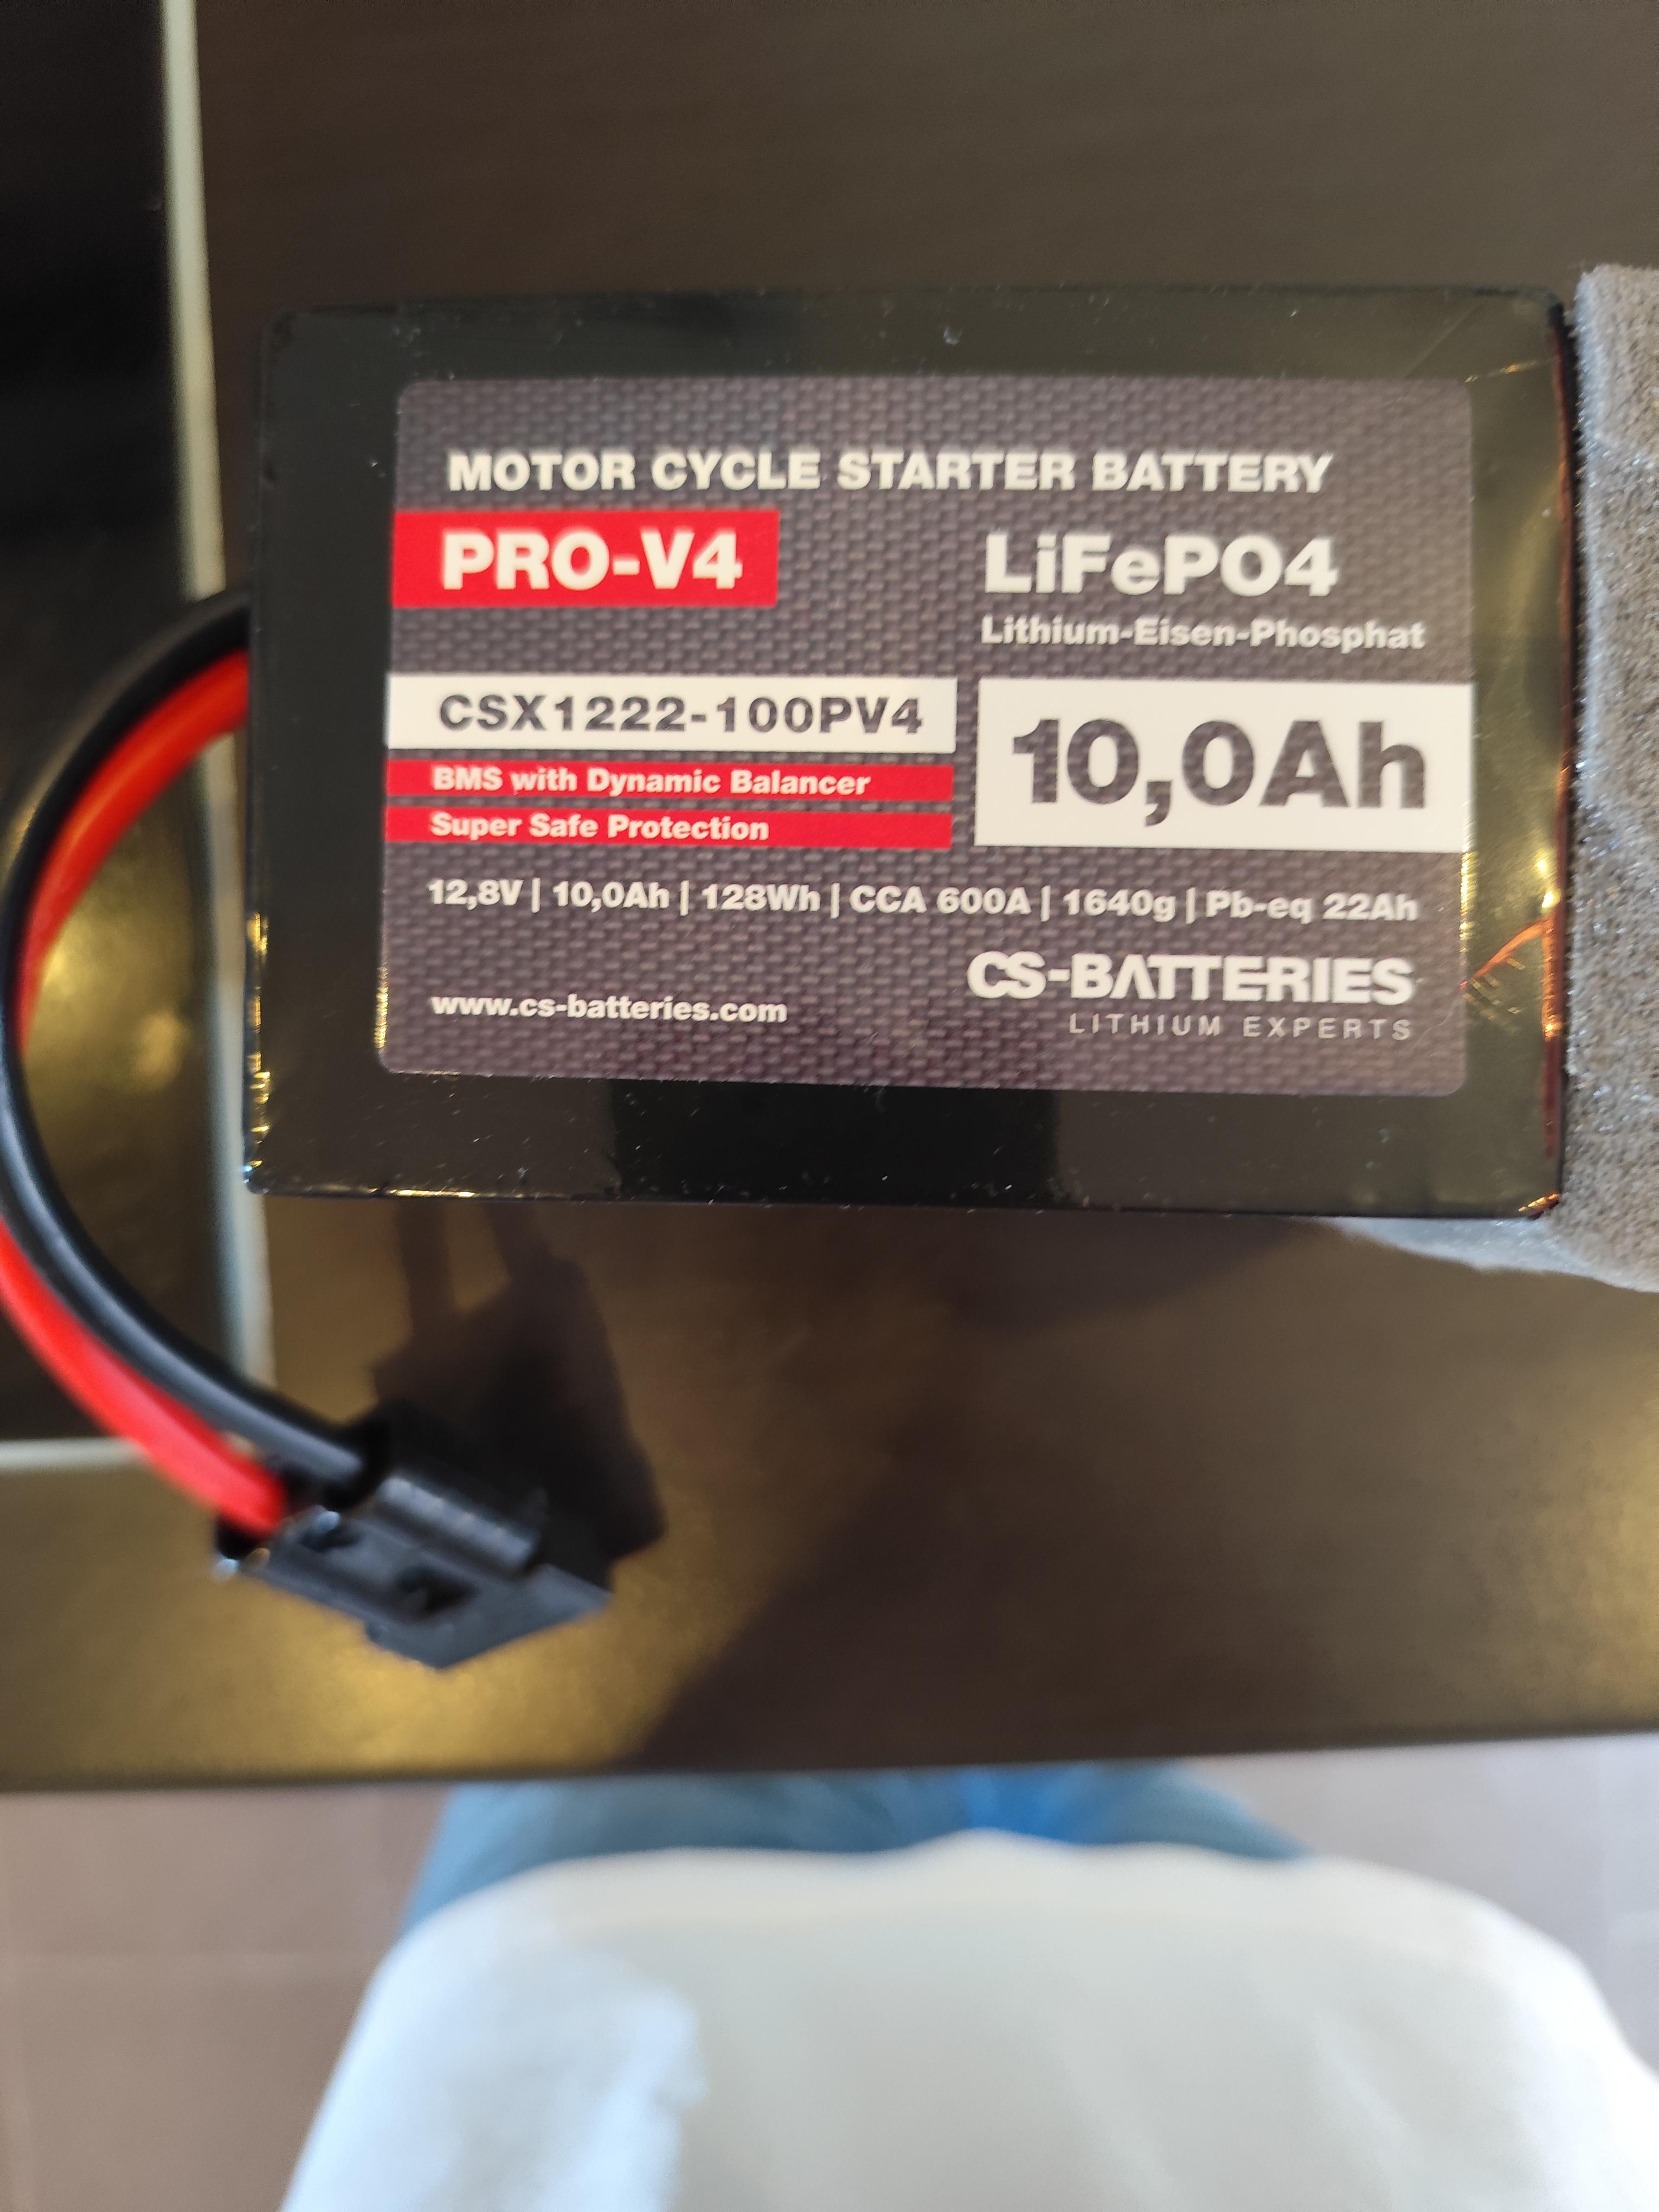 MOTOR CYCLE STARTER BATTERY
PRO-V4
LiFePO4
Lithium-Eisen-Phosphat
CSX1222-100PV4
10,0Ah
BMS with Dynamic Balancer
Super Safe Protection
12,8V | 10,0Ah | 128Wh | CCA 600A | 1640g | Pb-eq 22Ah
CS-BATTERIES
www.cs-batteries.com
LITHIUM EXPERTS